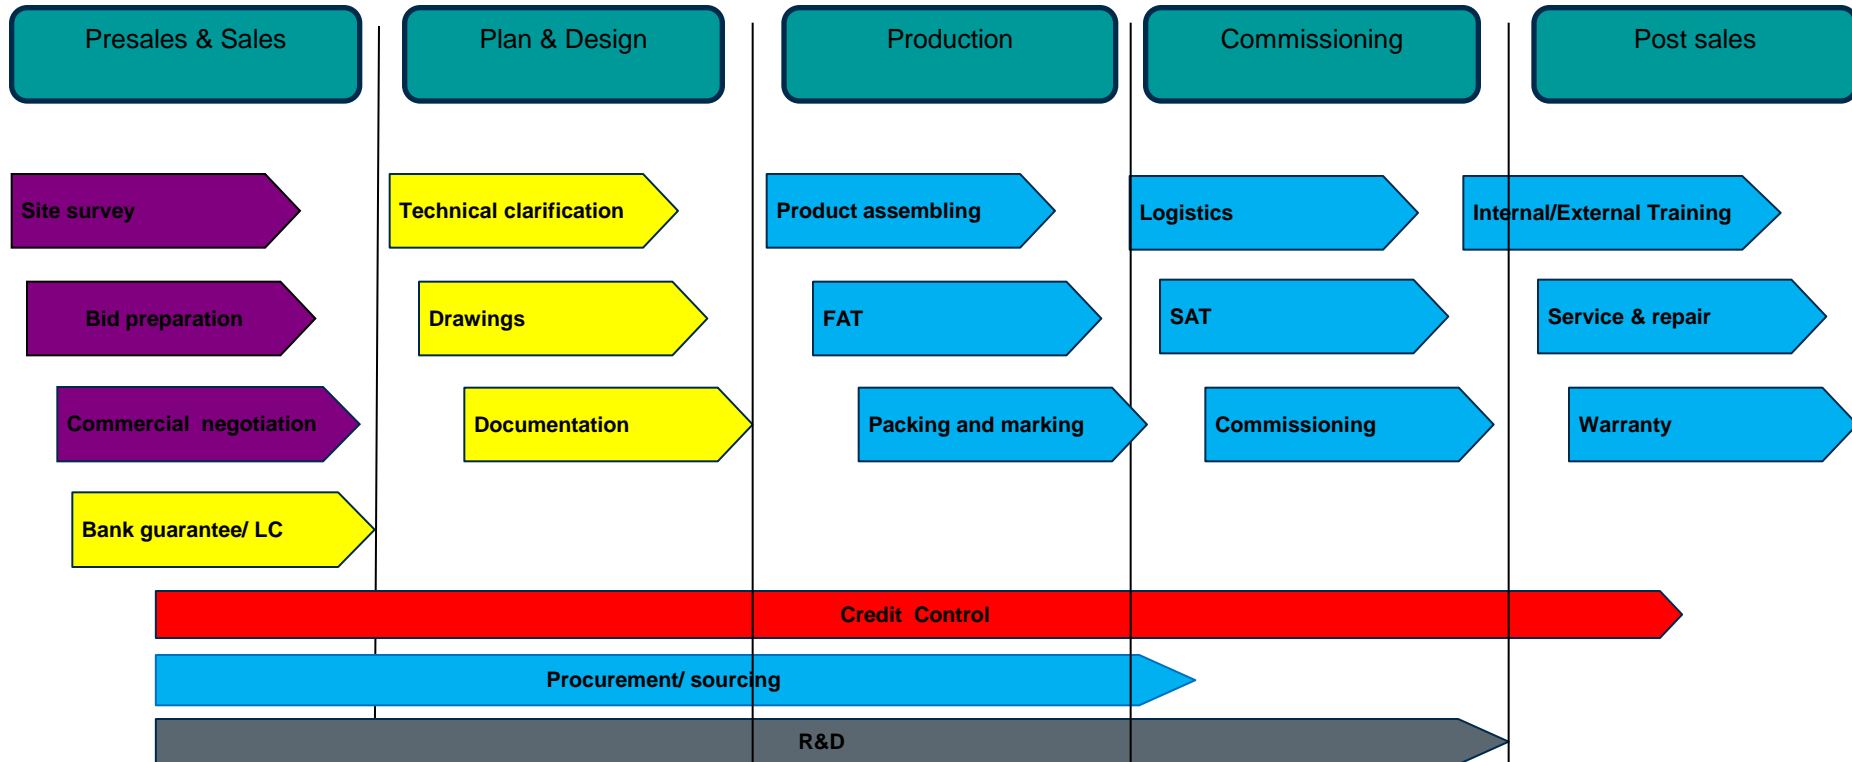 Presales & Sales
Plan & Design
Production
Commissioning
Post sales
Site survey
Technical clarification
Product assembling
Logistics
Internal/External Training
Bid preparation
Drawings
FAT
SAT
Service & repair
Commercial  negotiation
Documentation
Packing and marking
Commissioning
Warranty
Bank guarantee/ LC
Credit  Control
Procurement/ sourcing
R&D